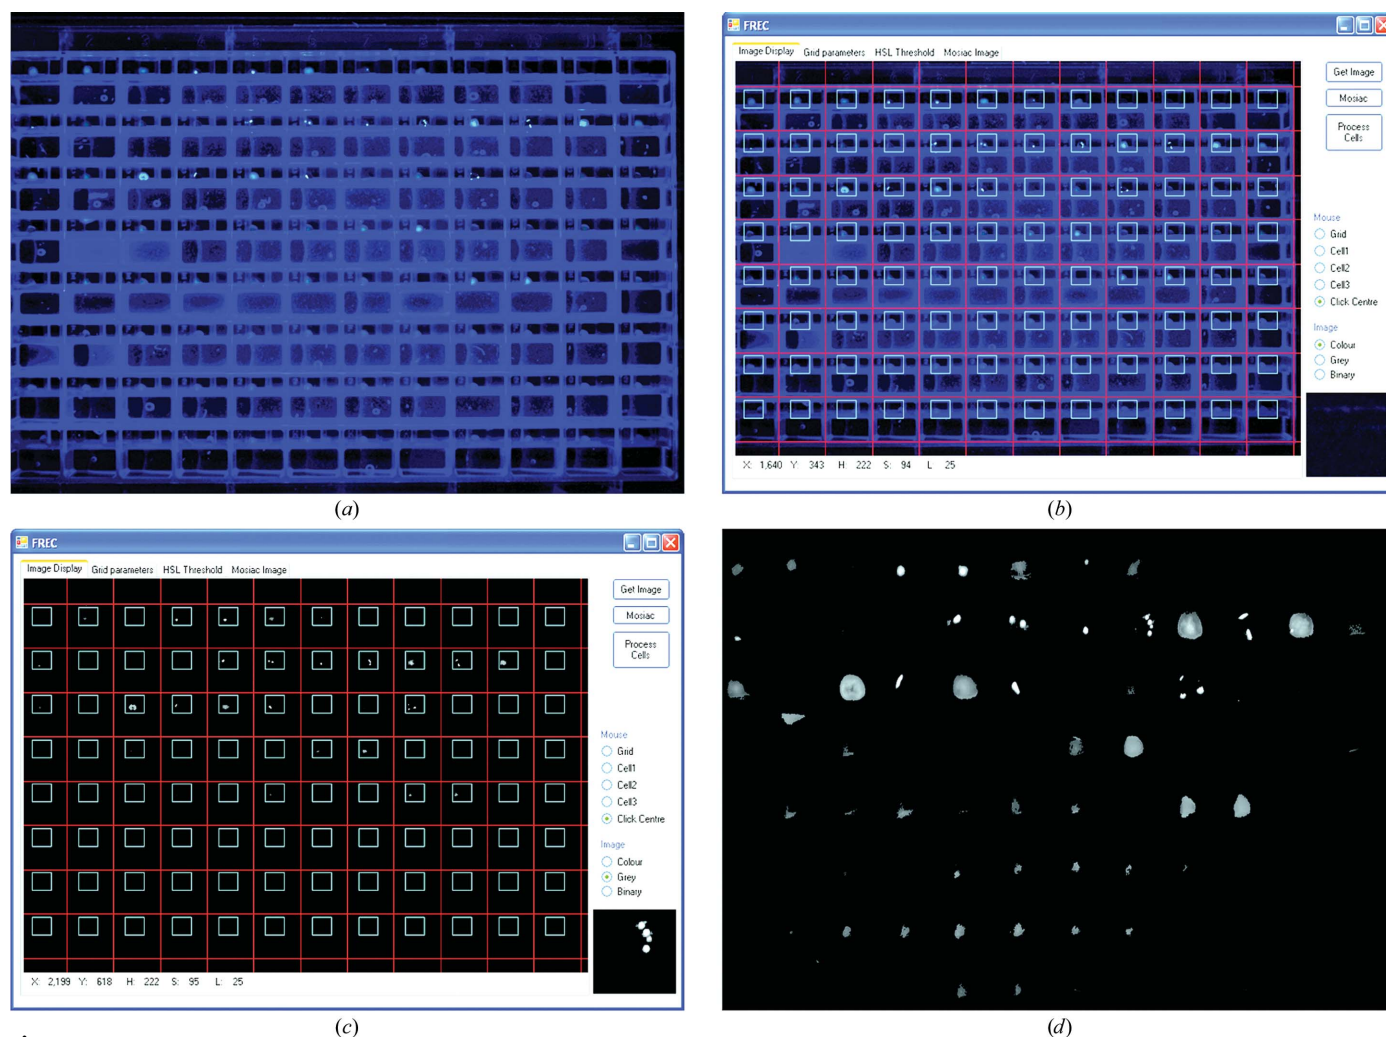 (a)
FREC
Image Display Grid parameters HSL Threshold Mosiac Image
Get Image
Mosiac
Process
Cells
Mouse
Grid
Cell1
Cell2
Cell3
Click Centre
Image
Colour
Grey
Binary
X: 1,640 Y: 343 H: 222 S: 94 L 25
(b)
FREC
Image Display Grid parameters HSL Threshold Mosiac Image
Get Image
Mosiac
Process
Cells
Mouse
Grid
Cell1
Cell2
Cell3
Click Centre
Image
Colour
Grey
Binary
X: 2,199 Y: 618 H: 222 S: 95 L: 25
(c)
(d)